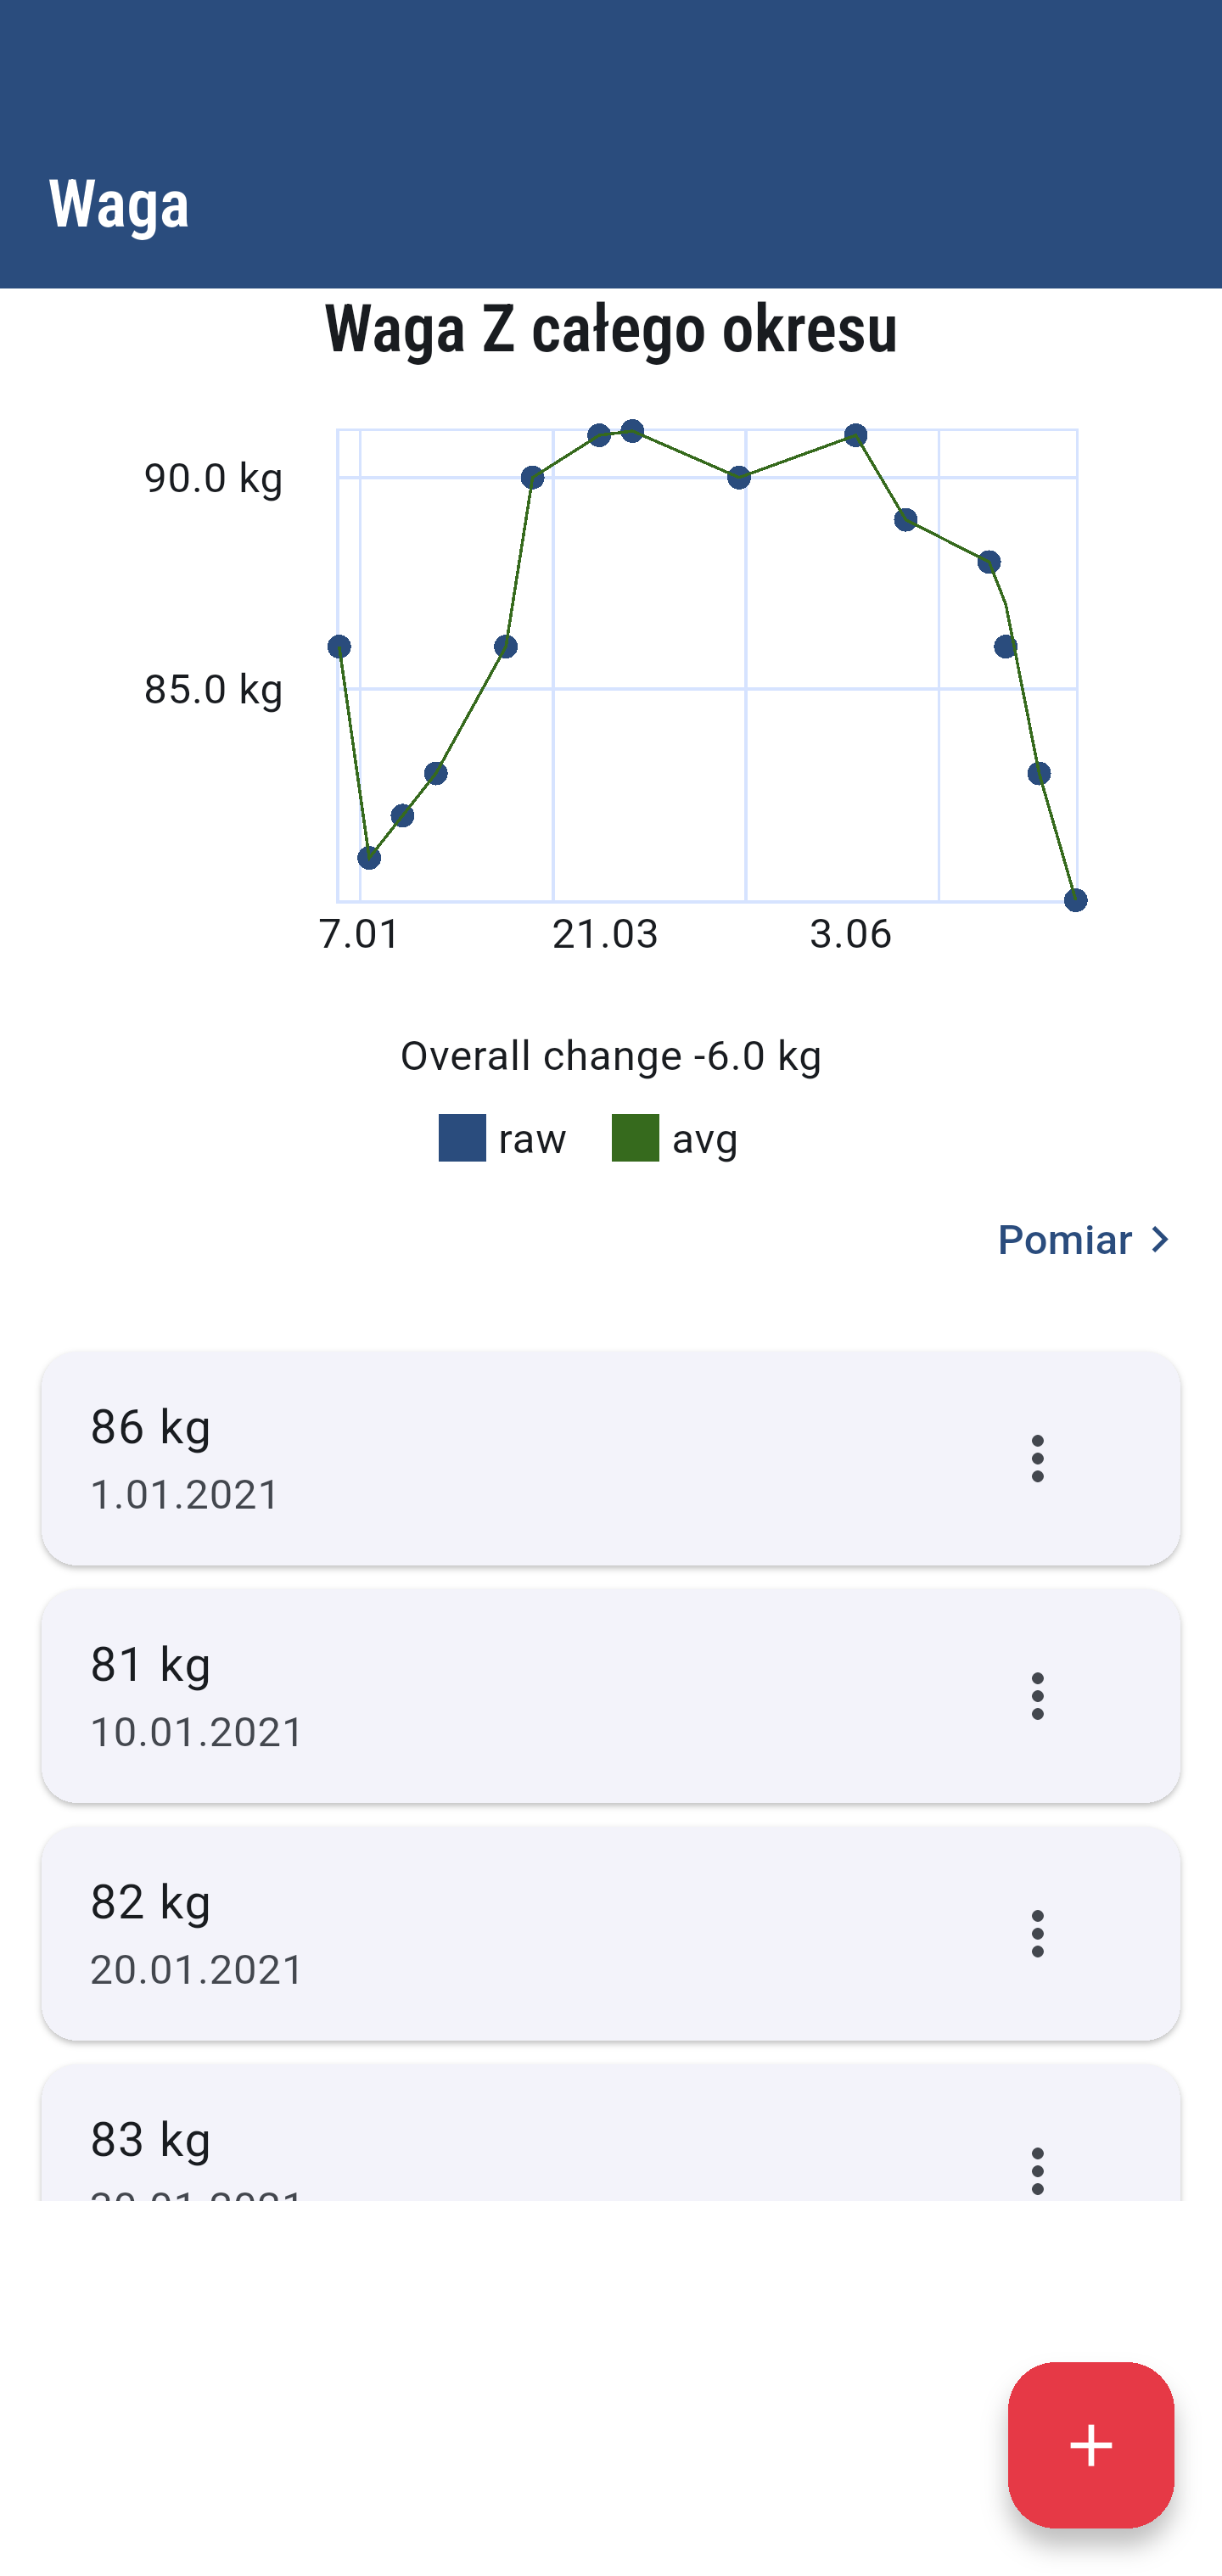 Waga
Waga Z całego okresu
90.0 kg
85.0 kg
7.01 21.03 3.06
Overall change -6.0 kg
raw avg
Pomiar
86 kg
1.01.2021
81 kg
10.01.2021
82 kg
20.01.2021
83 kg